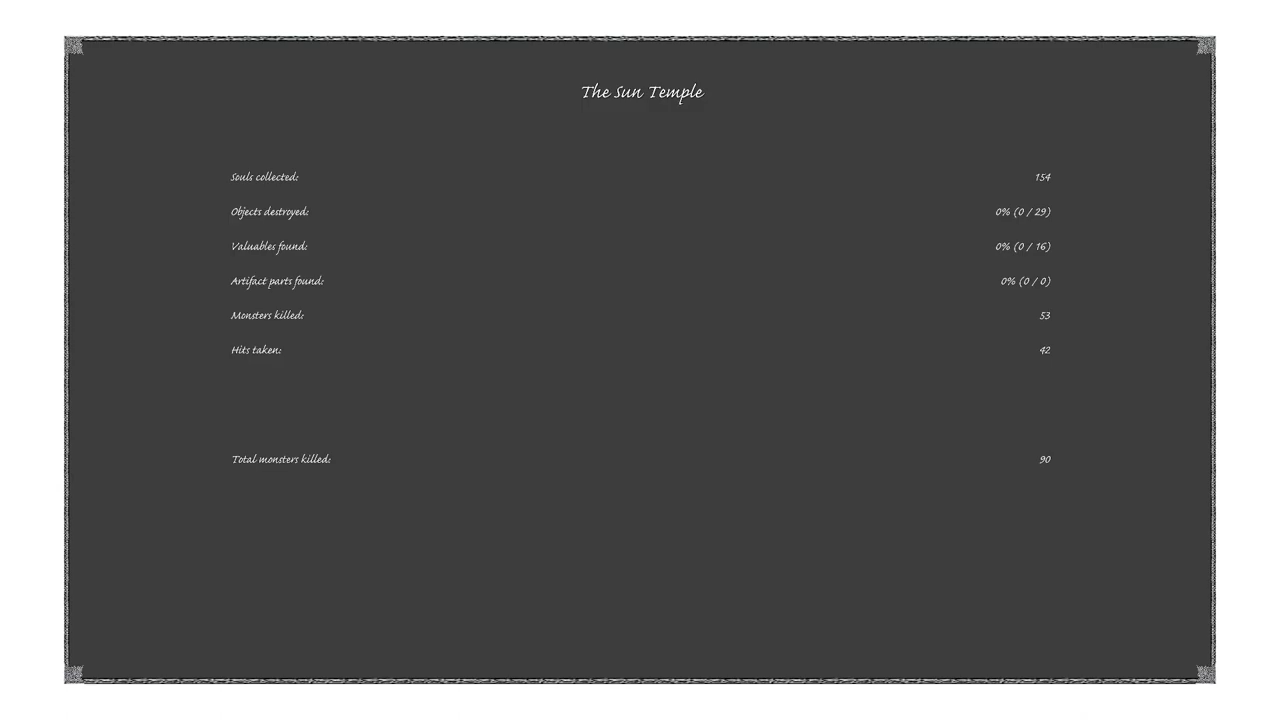 The Sun Temple
Souls collected: 154
Objects destroyed: 0% (0 / 29)
Valuables found: 0% (0 / 16)
Artifact parts found: 0% (0 / 0)
Monsters killed: 53
Hits taken: 42
Total monsters killed: 90